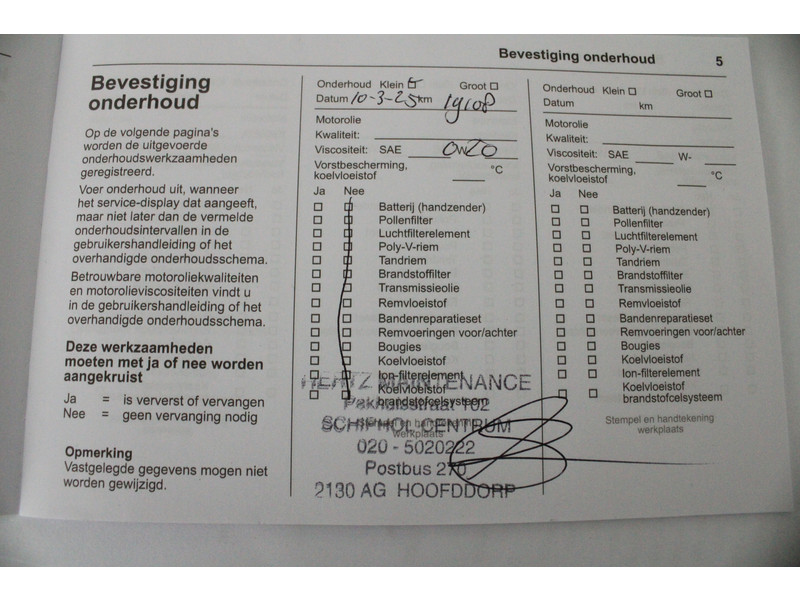 Bevestiging onderhoud 5
Bevestiging
onderhoud
Op de volgende pagina's
worden de uitgevoerde
onderhoudswerkzaamheden
geregistreerd.
Voer onderhoud uit, wanneer
het service-display dat aangeeft,
maar niet later dan de vermelde
onderhoudsintervallen in de
gebruikershandleiding of het
overhandigde onderhoudsschema.
Betrouwbare motoroliekwaliteiten
en motorolieviscositeiten vindt u
in de gebruikershandleiding of het
overhandigde onderhoudsschema.
Deze werkzaamheden
moeten met ja of nee worden
aangekruist
Ja = is ververst of vervangen
Nee = geen vervanging nodig
Opmerking
Vastgelegde gegevens mogen niet
worden gewijzigd.
Onderhoud Klein Groot
Datum 10-3-25 km 19108
Motorolie
Kwaliteit:
Viscositeit: SAE 0W20
Vorstbescherming,
koelvloeistof °C
Ja Nee
Batterij (handzender)
Pollenfilter
Luchtfilterelement
Poly-V-riem
Tandriem
Brandstoffilter
Transmissieolie
Remvloeistof
Bandenreparatieset
Remvoeringen voor/achter
Bougies
Koelvloeistof
Ion-filterelement
Koelvloeistof
brandstofcelsysteem
HERTZ MAINTENANCE
Pakhuisstraat 102
SCHIPHOL CENTRUM
en handtekening
werkplaats
020 - 5020222
Postbus 270
2130 AG HOOFDDORP
Onderhoud Klein Groot
Datum km
Motorolie
Kwaliteit:
Viscositeit: SAE W-
Vorstbescherming,
koelvloeistof °C
Ja Nee
Batterij (handzender)
Pollenfilter
Luchtfilterelement
Poly-V-riem
Tandriem
Brandstoffilter
Transmissieolie
Remvloeistof
Bandenreparatieset
Remvoeringen voor/achter
Bougies
Koelvloeistof
Ion-filterelement
Koelvloeistof
brandstofcelsysteem
Stempel en handtekening
werkplaats